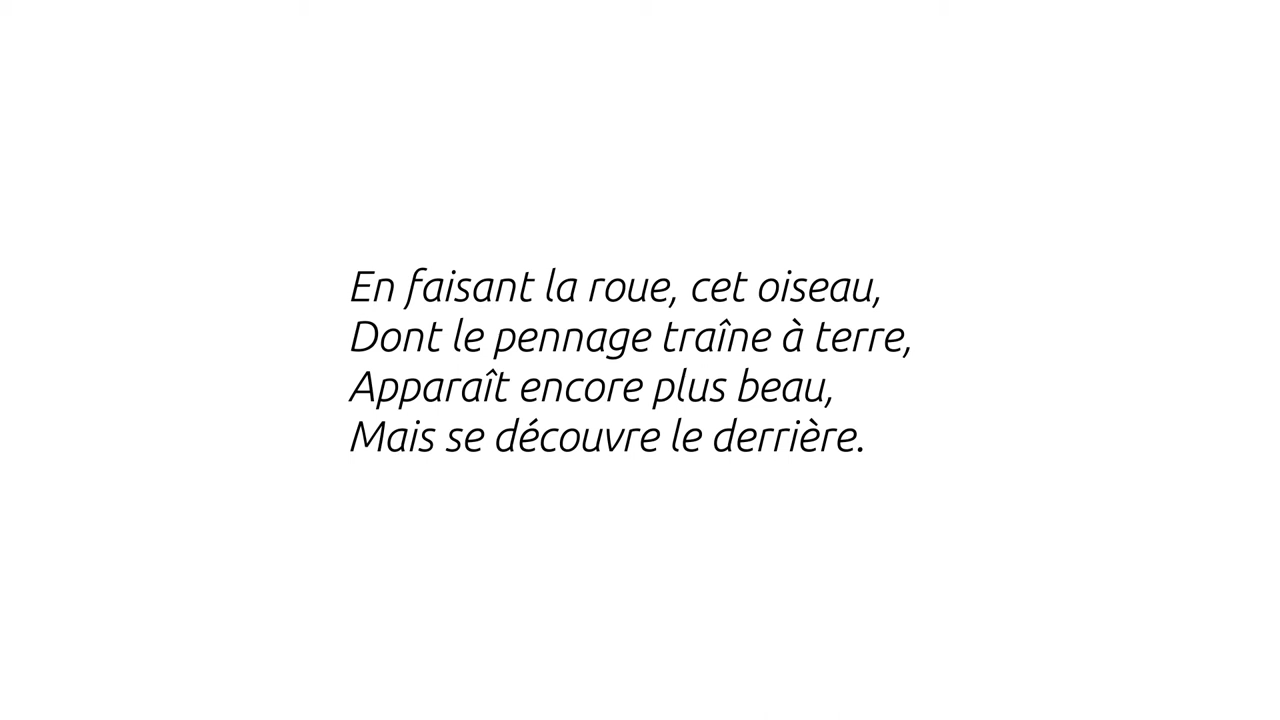 En faisant la roue, cet oiseau,
Dont le pennage traîne à terre,
Apparaît encore plus beau,
Mais se découvre le derrière.